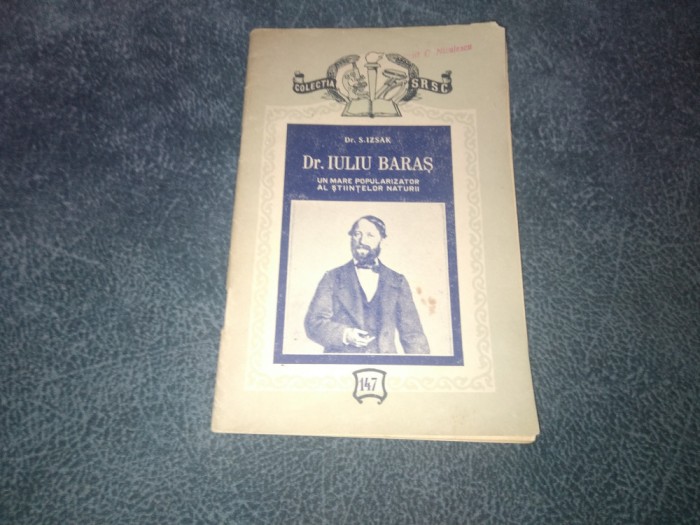 COLECȚIA SRSC
Dr. S. IZSAK
Dr. IULIU BARAȘ
UN MARE POPULARIZATOR
AL ȘTIINȚELOR NATURII
147